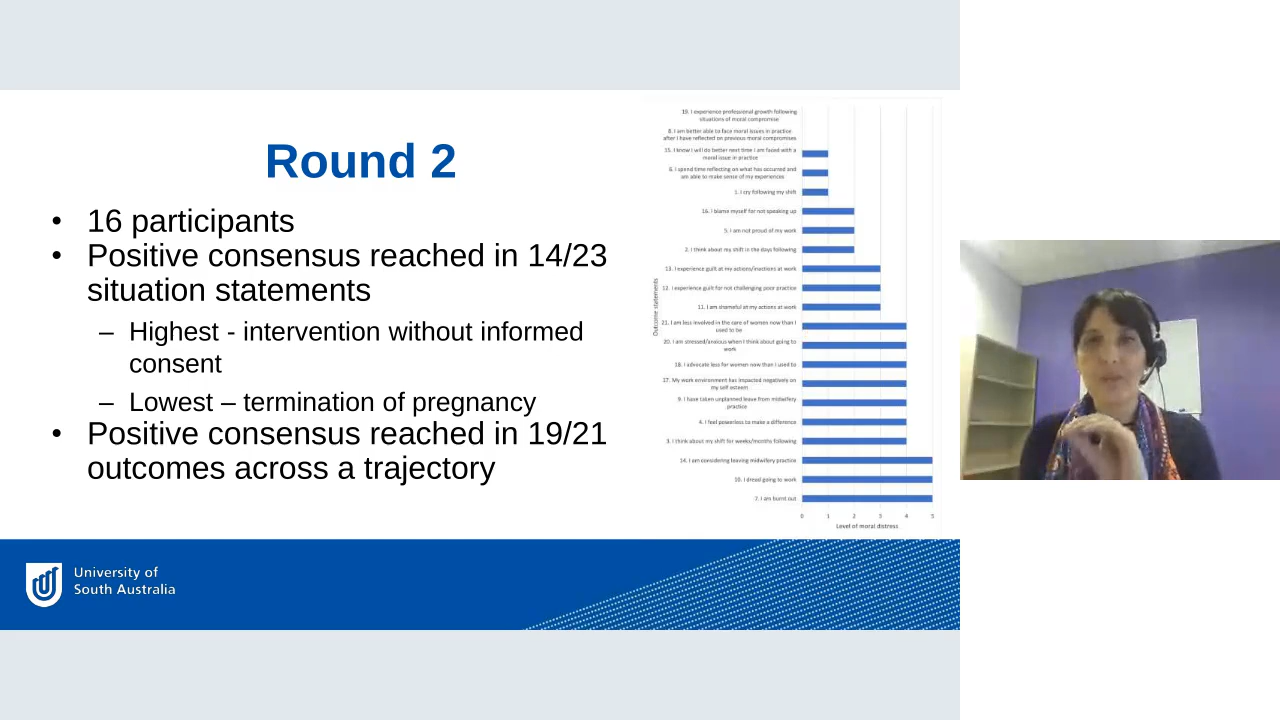 Round 2
• 16 participants
• Positive consensus reached in 14/23
situation statements
– Highest - intervention without informed
consent
– Lowest – termination of pregnancy
• Positive consensus reached in 19/21
outcomes across a trajectory
Outcome statements
19. I experience professional growth following
situations of moral compromise
8. I am better able to face moral issues in practice
after I have reflected on previous moral compromises
15. I know I will do better next time I am faced with a
moral issue in practice
6. I spend time reflecting on what has occurred and
am able to make sense of my experiences
1. I cry following my shift
16. I blame myself for not speaking up
5. I am not proud of my work
2. I think about my shift in the days following
13. I experience guilt at my actions/inactions at work
12. I experience guilt for not challenging poor practice
11. I am shameful at my actions at work
21. I am less involved in the care of women now than I
used to be
20. I am stressed/anxious when I think about going to
work
18. I advocate less for women now than I used to
17. My work environment has impacted negatively on
my self esteem
9. I have taken unplanned leave from midwifery
practice
4. I feel powerless to make a difference
3. I think about my shift for weeks/months following
14. I am considering leaving midwifery practice
10. I dread going to work
7. I am burnt out
0 1 2 3 4 5
Level of moral distress
University of
South Australia